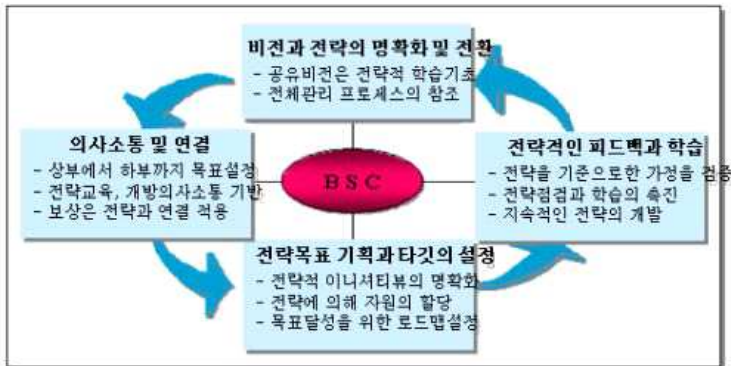 비전과 전략의 명확화 및 전환
- 공유비전은 전략적 학습기초
- 전체관리 프로세스의 참조
의사소통 및 연결
- 상부에서 하부까지 목표설정
- 전략교육, 개방의사소통 기반
- 보상은 전략과 연결 적용
BSC
전략적인 피드백과 학습
- 전략을 기준으로한 가정을 검증
- 전략점검과 학습의 촉진
- 지속적인 전략의 개발
전략목표 기획과 타깃의 설정
- 전략적 이니셔티뷰의 명확화
- 전략에 의해 자원의 할당
- 목표달성을 위한 로드맵설정